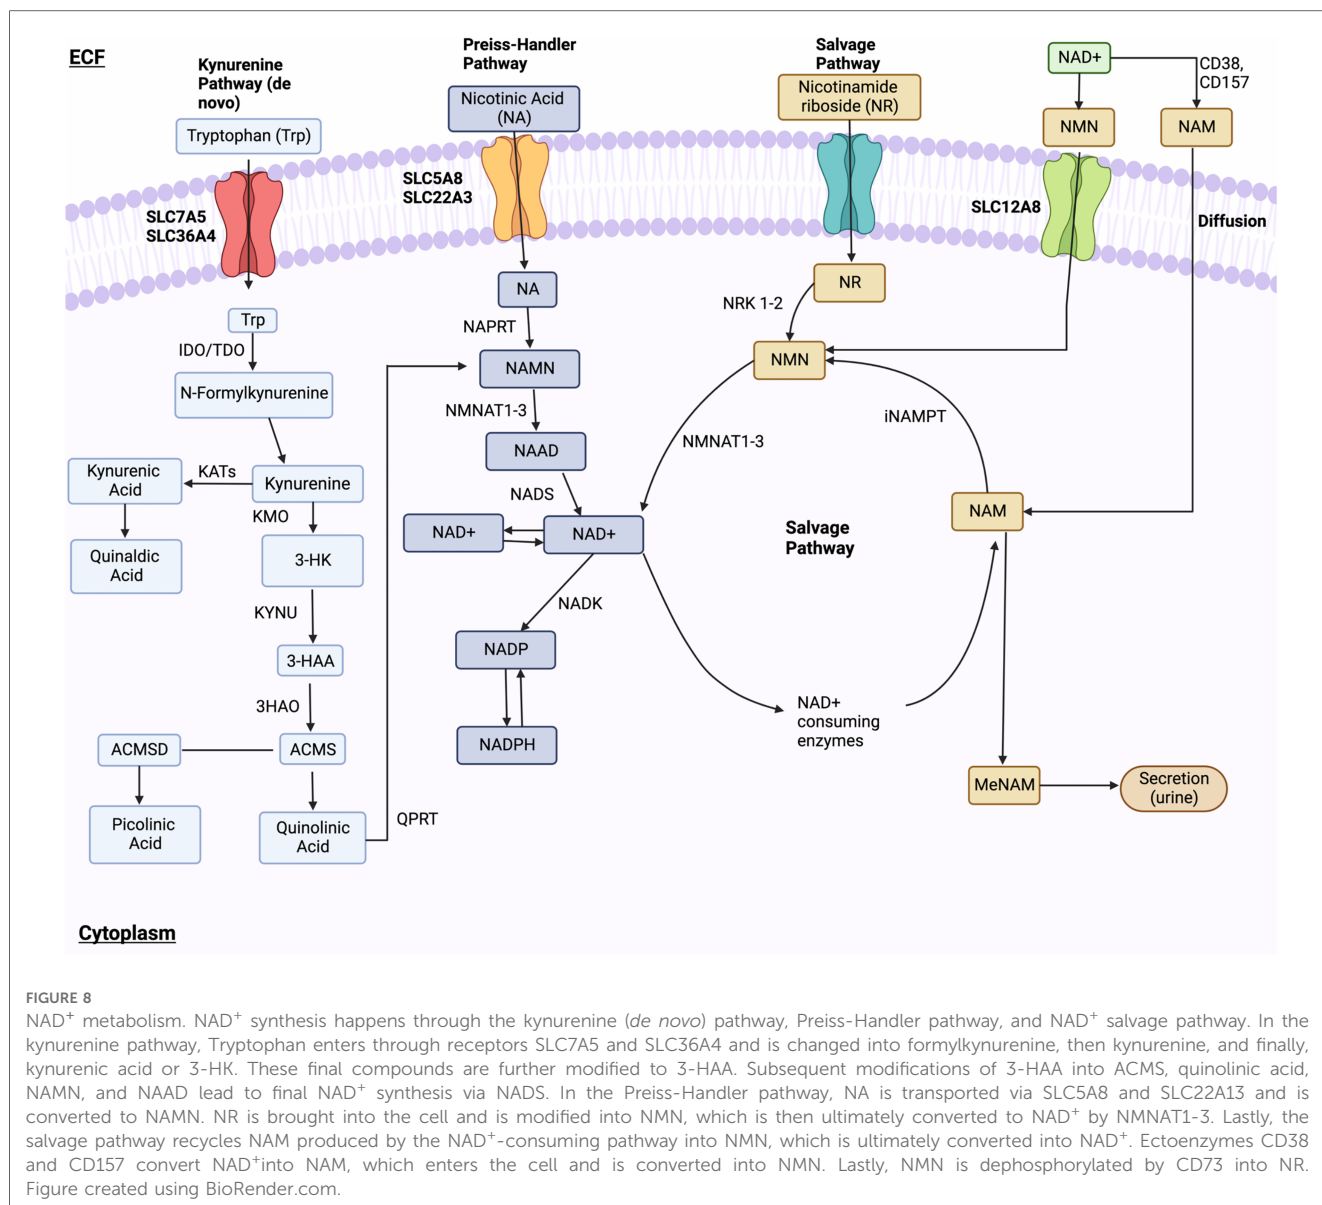 ECF
Kynurenine
Pathway (de
novo)
Tryptophan (Trp)
SLC7A5
SLC36A4
Trp
IDO/TDO
N-Formylkynurenine
Kynurenic
Acid
KATs
Kynurenine
KMO
Quinaldic
Acid
3-HK
KYNU
3-HAA
3HAO
ACMSD
ACMS
Picolinic
Acid
Quinolinic
Acid
QPRT
Preiss-Handler
Pathway
Nicotinic Acid
(NA)
SLC5A8
SLC22A3
NA
NAPRT
NAMN
NMNAT1-3
NAAD
NADS
NAD+
NAD+
NADK
NADP
NADPH
Salvage
Pathway
Nicotinamide
riboside (NR)
NR
NRK 1-2
NMN
NMNAT1-3
iNAMPT
Salvage
Pathway
NAD+
consuming
enzymes
NAD+
CD38,
CD157
NMN
NAM
SLC12A8
Diffusion
NAM
MeNAM
Secretion
(urine)
Cytoplasm
FIGURE 8
NAD+ metabolism. NAD+ synthesis happens through the kynurenine (de novo) pathway, Preiss-Handler pathway, and NAD+ salvage pathway. In the
kynurenine pathway, Tryptophan enters through receptors SLC7A5 and SLC36A4 and is changed into formylkynurenine, then kynurenine, and finally,
kynurenic acid or 3-HK. These final compounds are further modified to 3-HAA. Subsequent modifications of 3-HAA into ACMS, quinolinic acid,
NAMN, and NAAD lead to final NAD+ synthesis via NADS. In the Preiss-Handler pathway, NA is transported via SLC5A8 and SLC22A13 and is
converted to NAMN. NR is brought into the cell and is modified into NMN, which is then ultimately converted to NAD+ by NMNAT1-3. Lastly, the
salvage pathway recycles NAM produced by the NAD+-consuming pathway into NMN, which is ultimately converted into NAD+. Ectoenzymes CD38
and CD157 convert NAD+into NAM, which enters the cell and is converted into NMN. Lastly, NMN is dephosphorylated by CD73 into NR.
Figure created using BioRender.com.